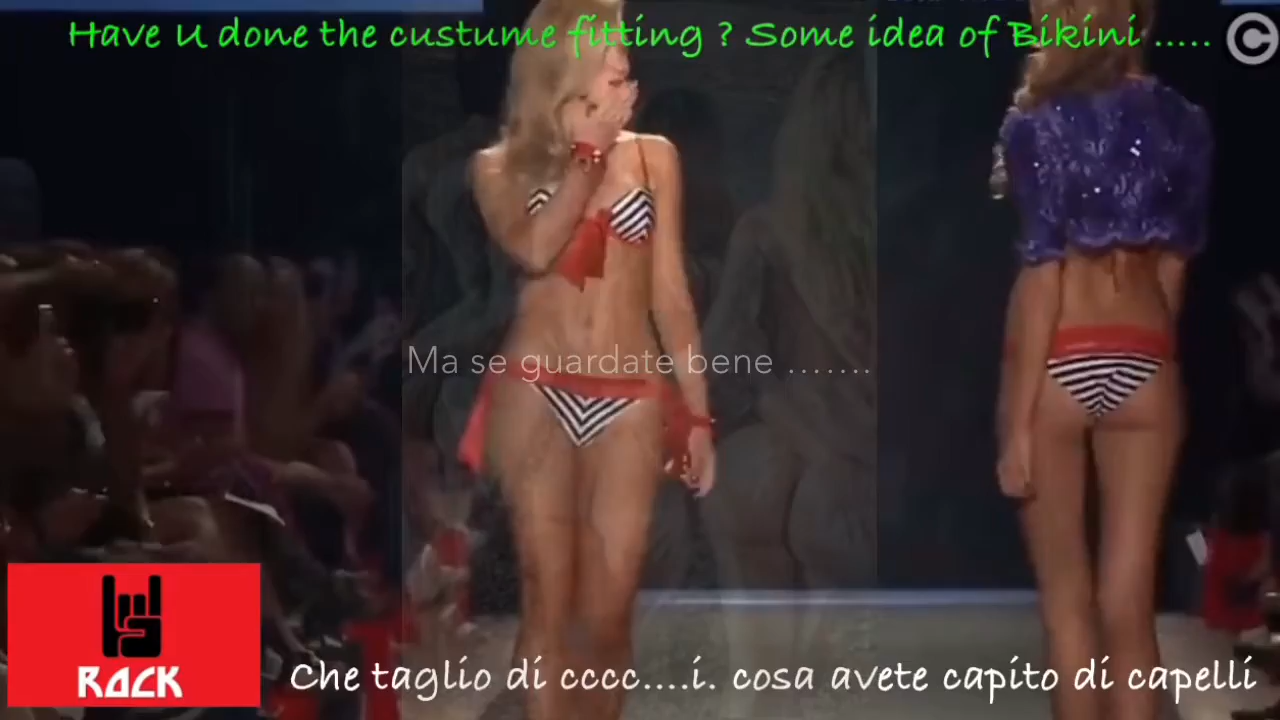 Have U done the custume fitting ? Some idea of Bikini .....
©
Ma se guardate bene .......
ROCK
Che taglio di cccc....i. cosa avete capito di capelli